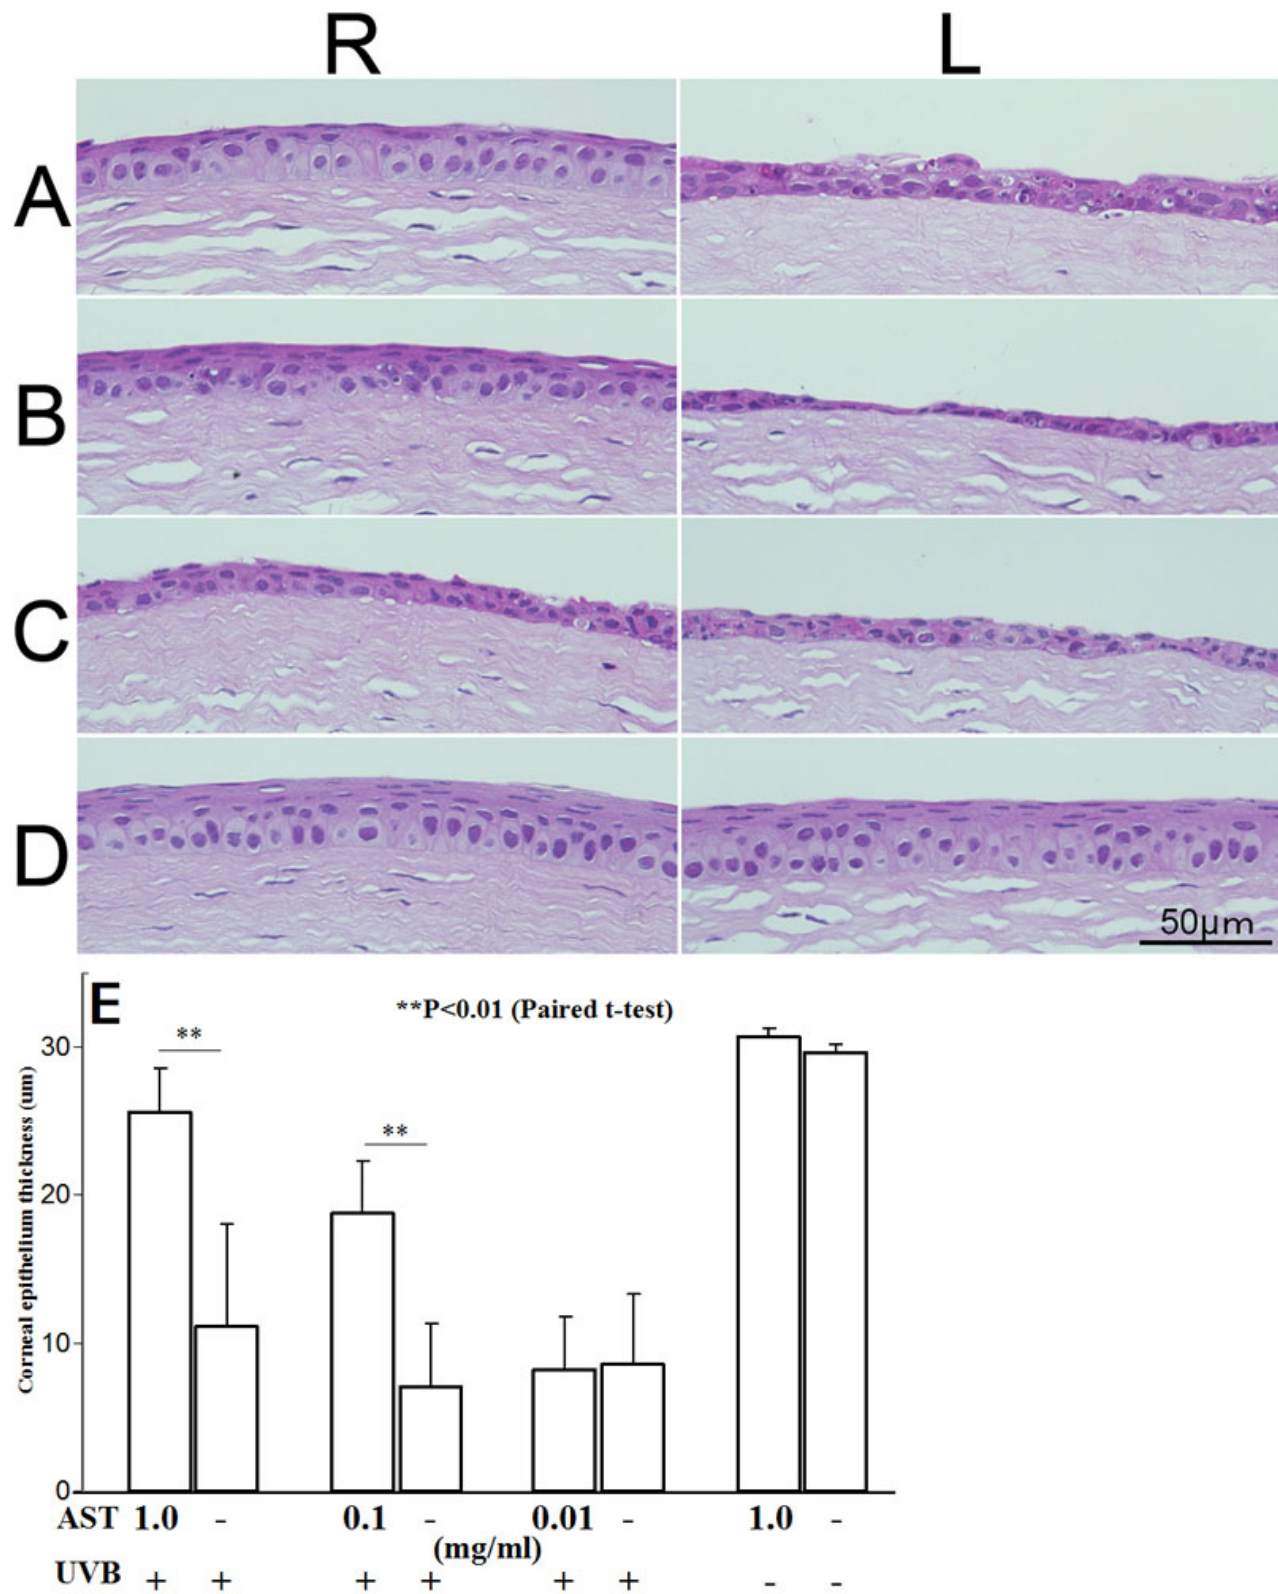 R L
A
B
C
D
50μm
E
**P<0.01 (Paired t-test)
**
**
Corneal epithelium thickness (um)
30
20
10
0
AST 1.0 - 0.1 - 0.01 - 1.0 -
(mg/ml)
UVB + + + + + + - -